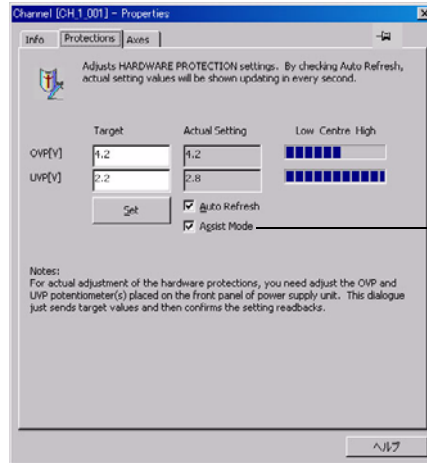 Channel [CH_1_001] - Properties
Info Protections Axes
Adjusts HARDWARE PROTECTION settings. By checking Auto Refresh,
actual setting values will be shown updating in every second.
Target Actual Setting Low Centre High
OVP[V] 4.2 4.2
UVP[V] 2.2 2.8
Set
Auto Refresh
Assist Mode
Notes:
For actual adjustment of the hardware protections, you need adjust the OVP and
UVP potentiometer(s) placed on the front panel of power supply unit. This dialogue
just sends target values and then confirms the setting readbacks.
ヘルプ